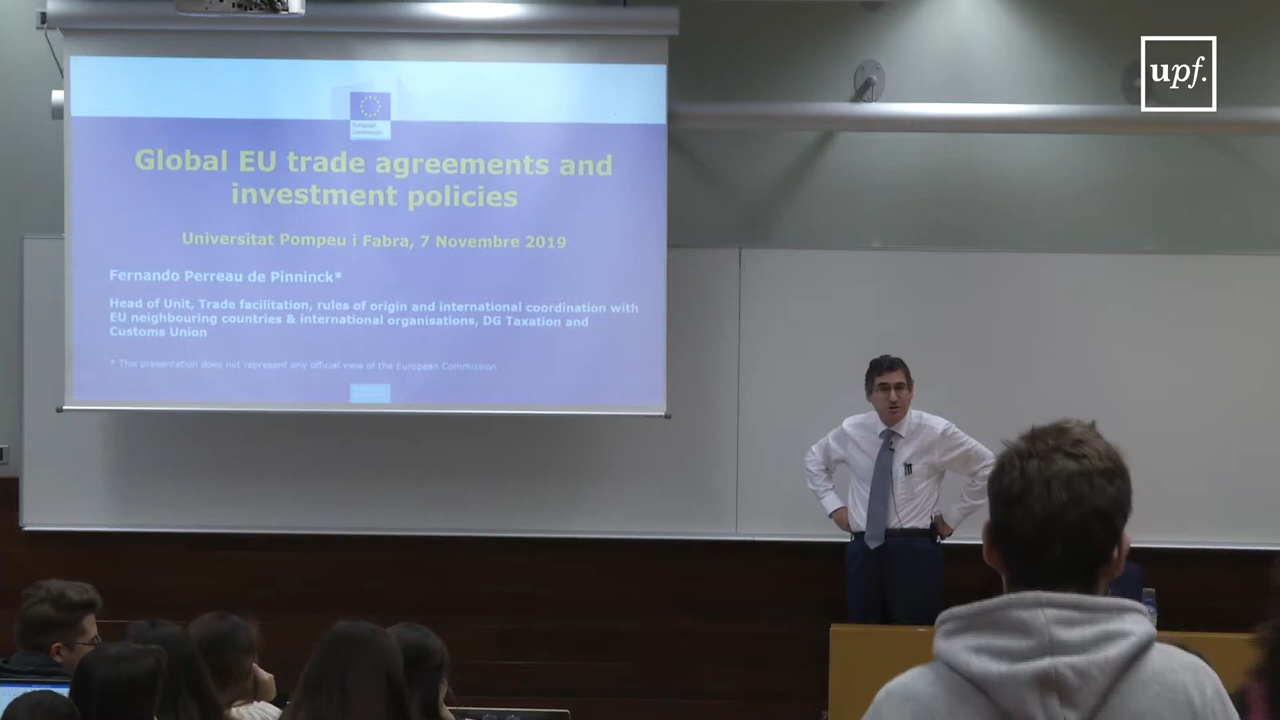 upf.
European
Commission
Global EU trade agreements and
investment policies
Universitat Pompeu i Fabra, 7 Novembre 2019
Fernando Perreau de Pinninck*
Head of Unit, Trade facilitation, rules of origin and international coordination with
EU neighbouring countries & international organisations, DG Taxation and
Customs Union
* This presentation does not represent any official view of the European Commission